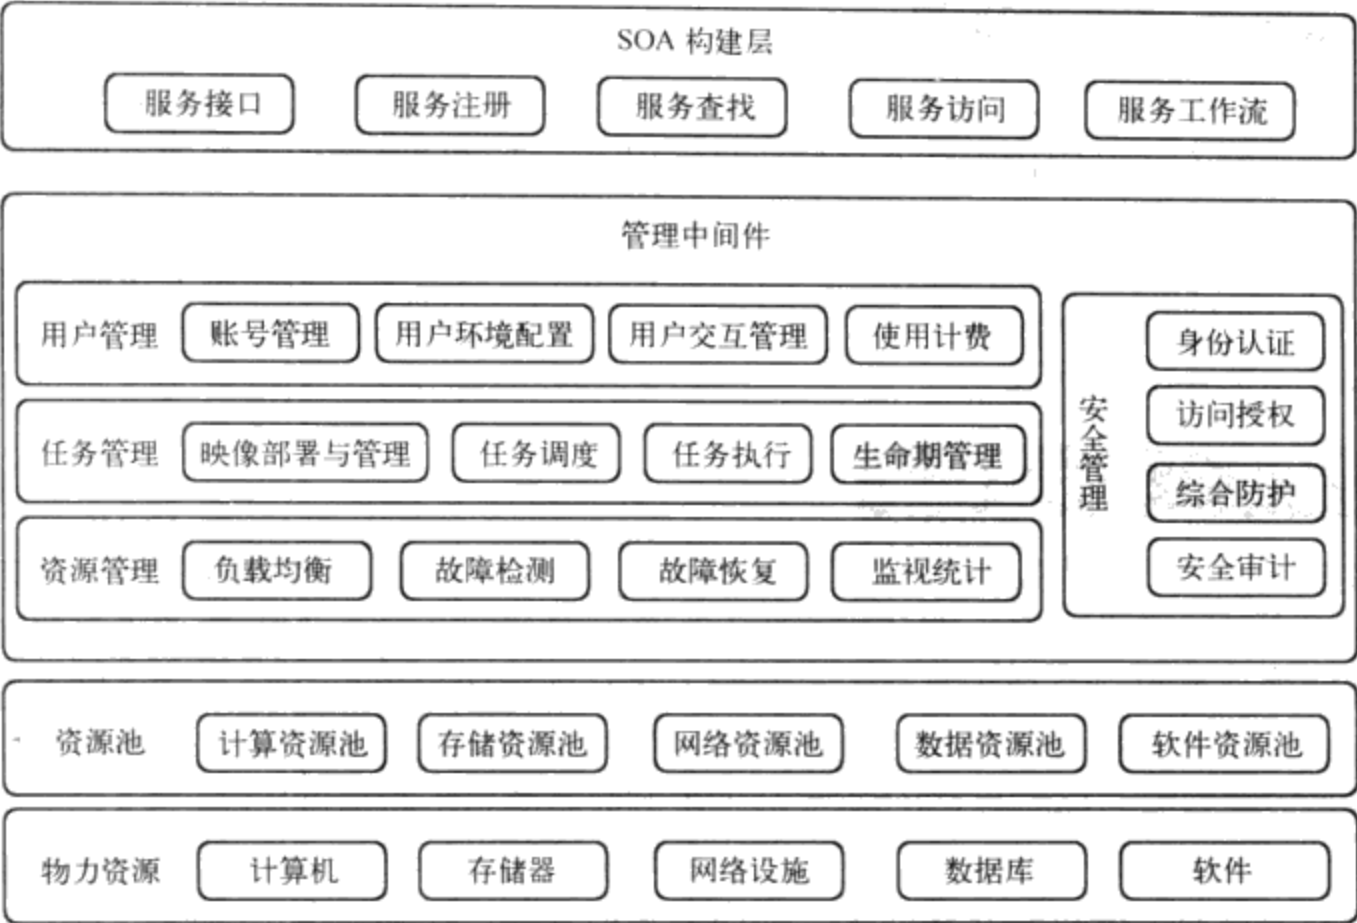 SOA 构建层
服务接口 服务注册 服务查找 服务访问 服务工作流
管理中间件
用户管理 账号管理 用户环境配置 用户交互管理 使用计费
任务管理 映像部署与管理 任务调度 任务执行 生命期管理
资源管理 负载均衡 故障检测 故障恢复 监视统计
安全管理
身份认证
访问授权
综合防护
安全审计
资源池 计算资源池 存储资源池 网络资源池 数据资源池 软件资源池
物力资源 计算机 存储器 网络设施 数据库 软件